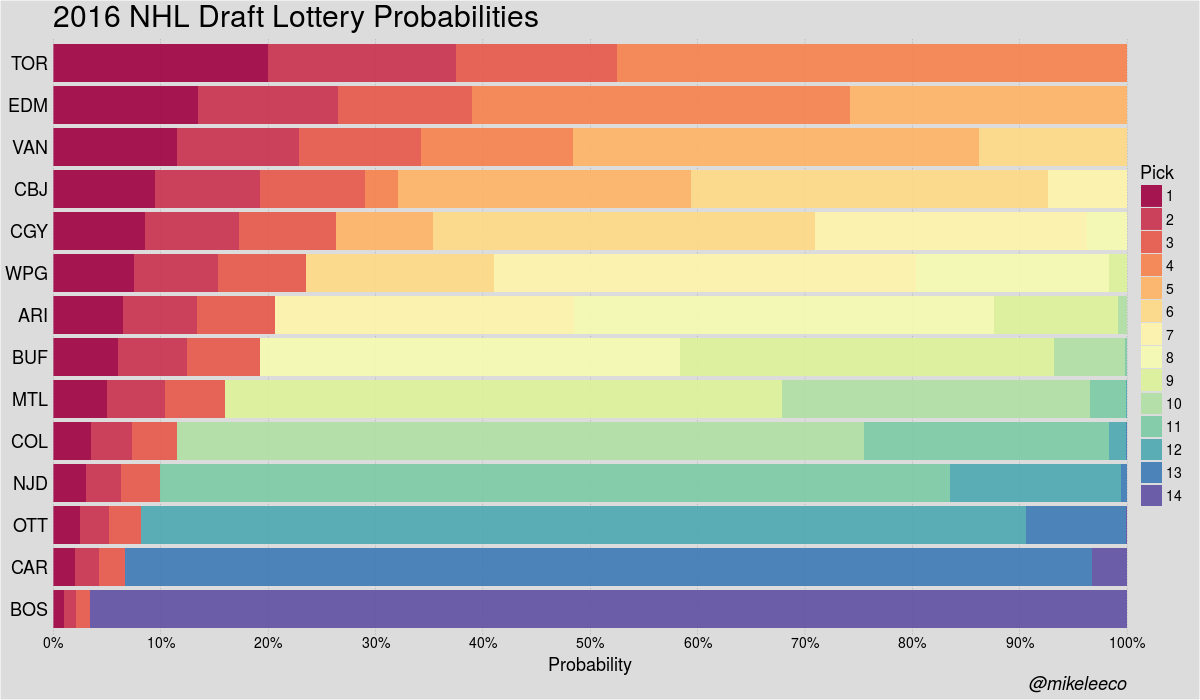 2016 NHL Draft Lottery Probabilities
TOR
EDM
VAN
CBJ
CGY
WPG
ARI
BUF
MTL
COL
NJD
OTT
CAR
BOS
0% 10% 20% 30% 40% 50% 60% 70% 80% 90% 100%
Probability
Pick
1
2
3
4
5
6
7
8
9
10
11
12
13
14
@mikeleeco